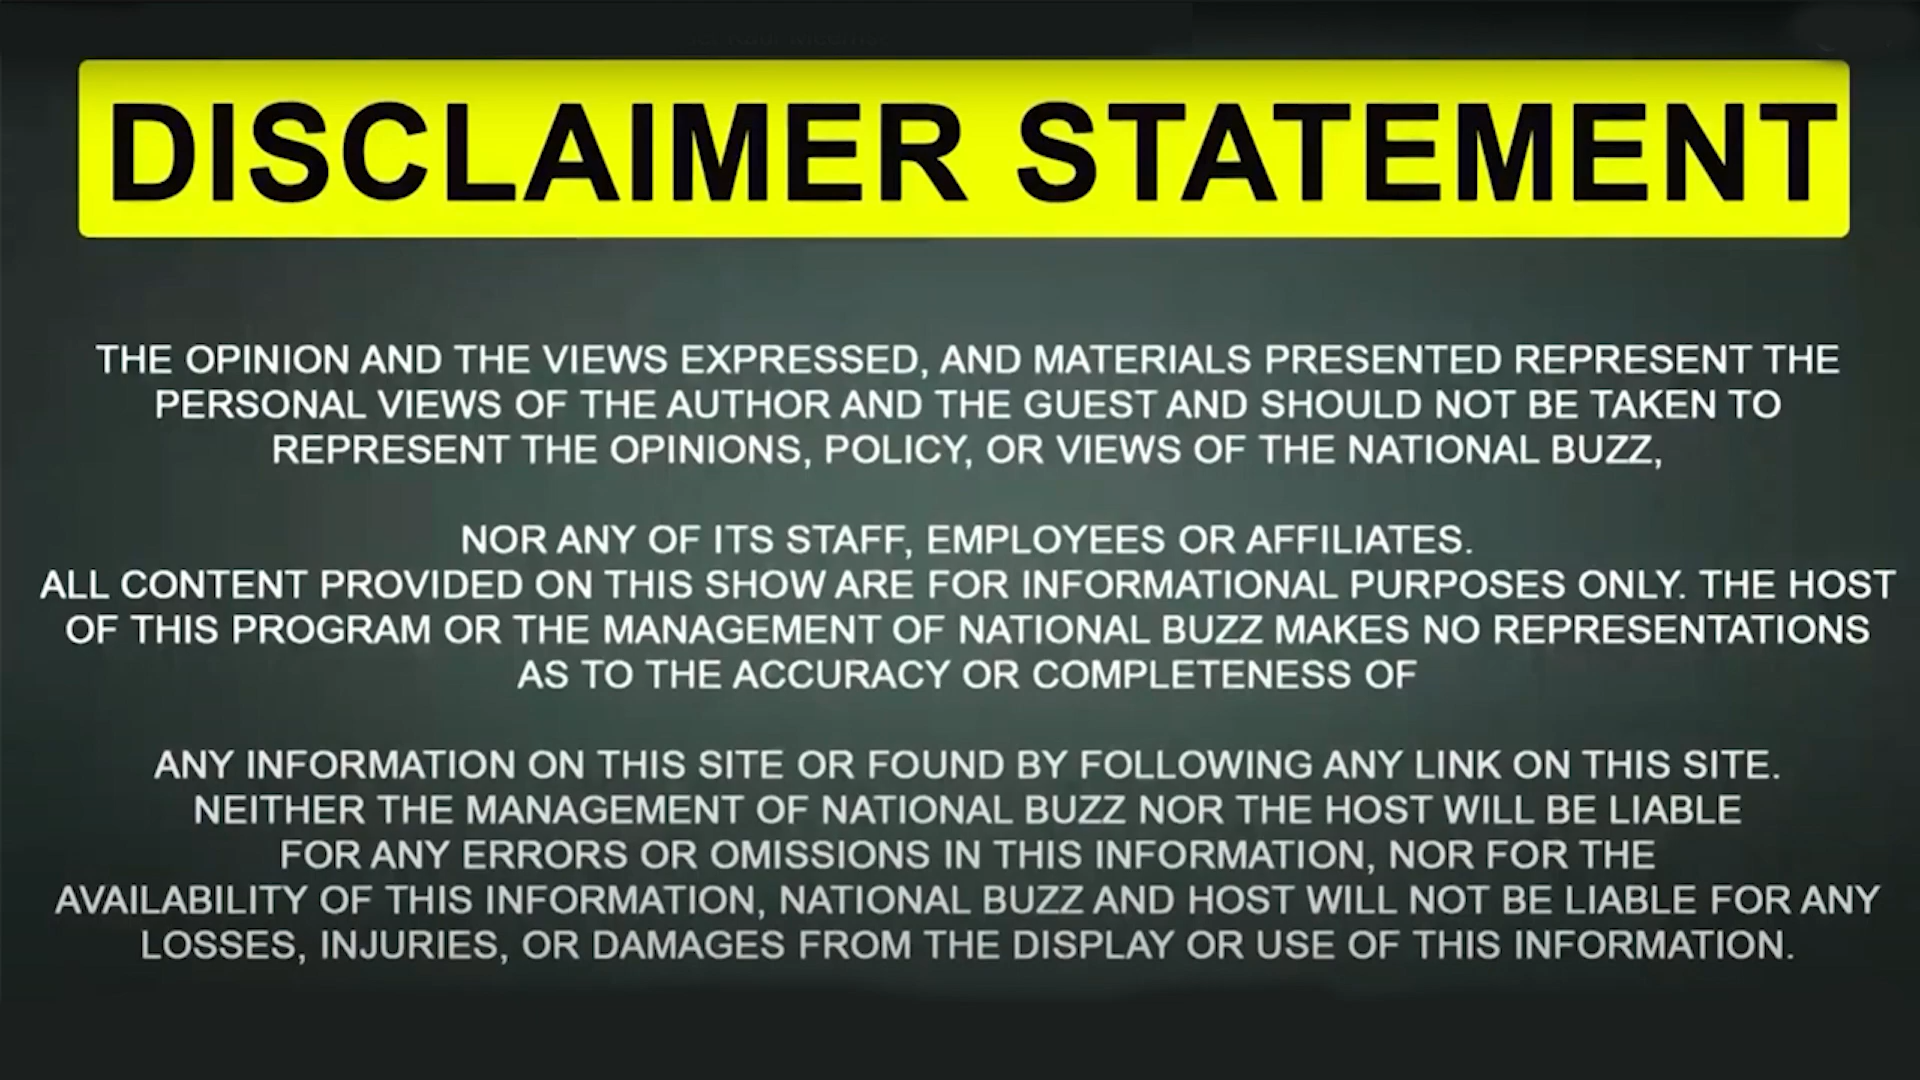 DISCLAIMER STATEMENT
THE OPINION AND THE VIEWS EXPRESSED, AND MATERIALS PRESENTED REPRESENT THE
PERSONAL VIEWS OF THE AUTHOR AND THE GUEST AND SHOULD NOT BE TAKEN TO
REPRESENT THE OPINIONS, POLICY, OR VIEWS OF THE NATIONAL BUZZ,
NOR ANY OF ITS STAFF, EMPLOYEES OR AFFILIATES.
ALL CONTENT PROVIDED ON THIS SHOW ARE FOR INFORMATIONAL PURPOSES ONLY. THE HOST
OF THIS PROGRAM OR THE MANAGEMENT OF NATIONAL BUZZ MAKES NO REPRESENTATIONS
AS TO THE ACCURACY OR COMPLETENESS OF
ANY INFORMATION ON THIS SITE OR FOUND BY FOLLOWING ANY LINK ON THIS SITE.
NEITHER THE MANAGEMENT OF NATIONAL BUZZ NOR THE HOST WILL BE LIABLE
FOR ANY ERRORS OR OMISSIONS IN THIS INFORMATION, NOR FOR THE
AVAILABILITY OF THIS INFORMATION, NATIONAL BUZZ AND HOST WILL NOT BE LIABLE FOR ANY
LOSSES, INJURIES, OR DAMAGES FROM THE DISPLAY OR USE OF THIS INFORMATION.